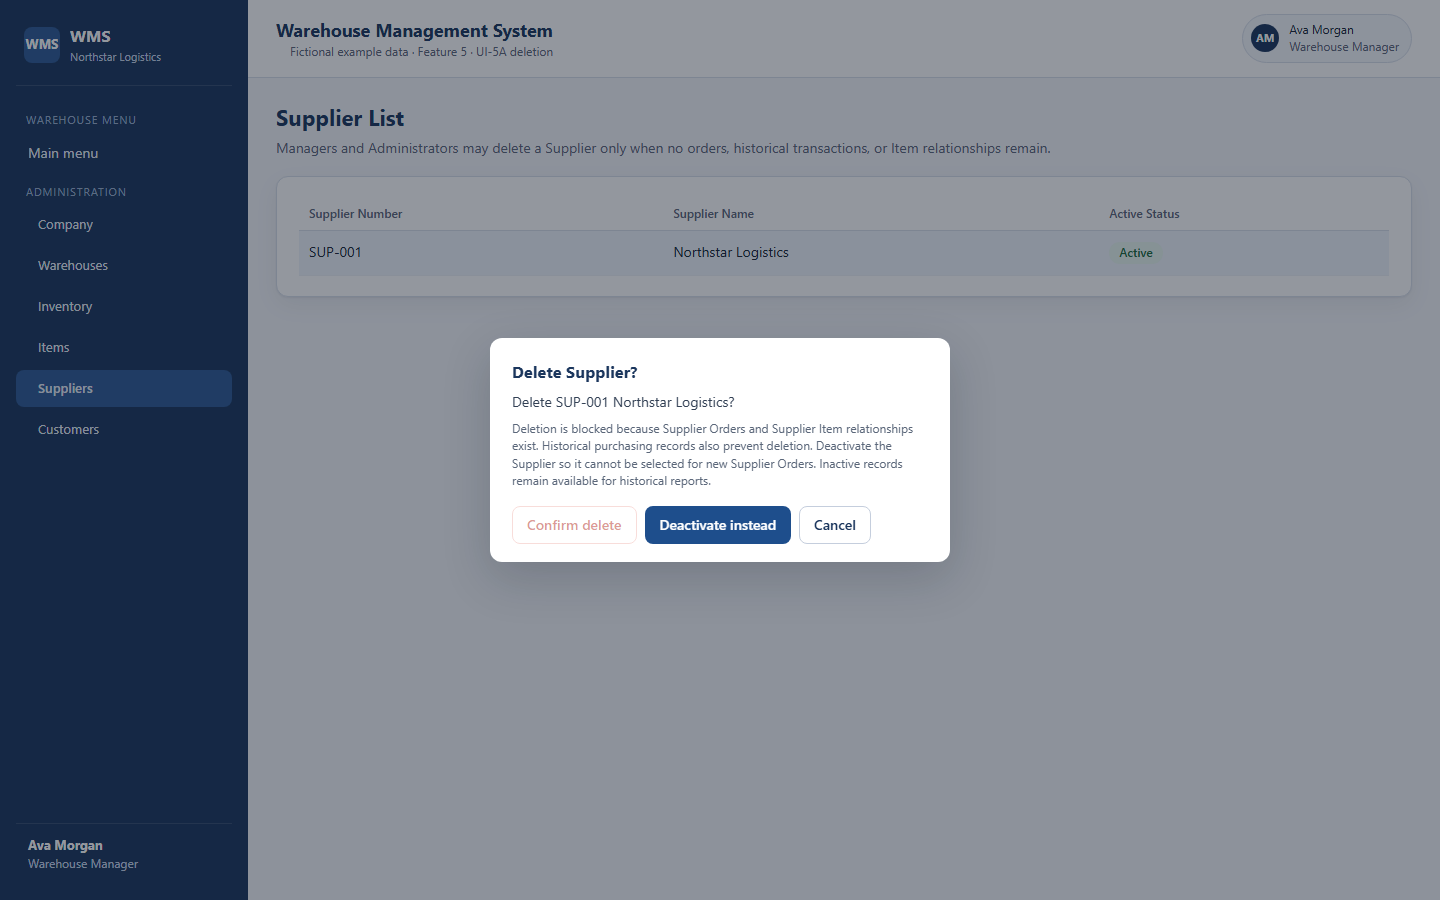 WMS
WMS
Northstar Logistics
WAREHOUSE MENU
Main menu
ADMINISTRATION
Company
Warehouses
Inventory
Items
Suppliers
Customers
Ava Morgan
Warehouse Manager
Warehouse Management System
Fictional example data · Feature 5 · UI-5A deletion
AM
Ava Morgan
Warehouse Manager
Supplier List
Managers and Administrators may delete a Supplier only when no orders, historical transactions, or Item relationships remain.
Supplier Number Supplier Name Active Status
SUP-001 Northstar Logistics Active
Delete Supplier?
Delete SUP-001 Northstar Logistics?
Deletion is blocked because Supplier Orders and Supplier Item relationships
exist. Historical purchasing records also prevent deletion. Deactivate the
Supplier so it cannot be selected for new Supplier Orders. Inactive records
remain available for historical reports.
Confirm delete Deactivate instead Cancel